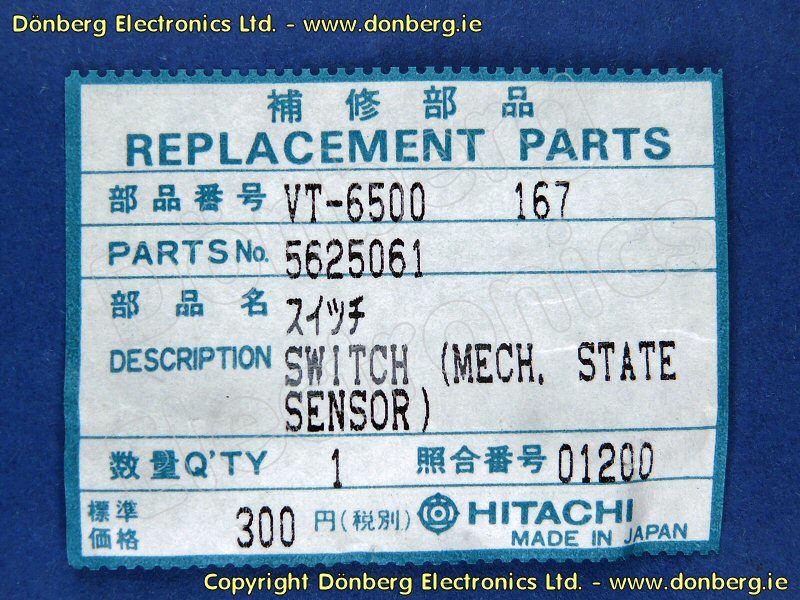 Dönberg Electronics Ltd. - www.donberg.ie
補修部品
REPLACEMENT PARTS
部品番号 VT-6500 167
PARTS No. 5625061
部品名 スイッチ
DESCRIPTION SWITCH (MECH. STATE
SENSOR)
数量Q'TY 1 照合番号 01200
標準
価格 300 円(税別) HITACHI
MADE IN JAPAN
Copyright Dönberg Electronics Ltd. - www.donberg.ie